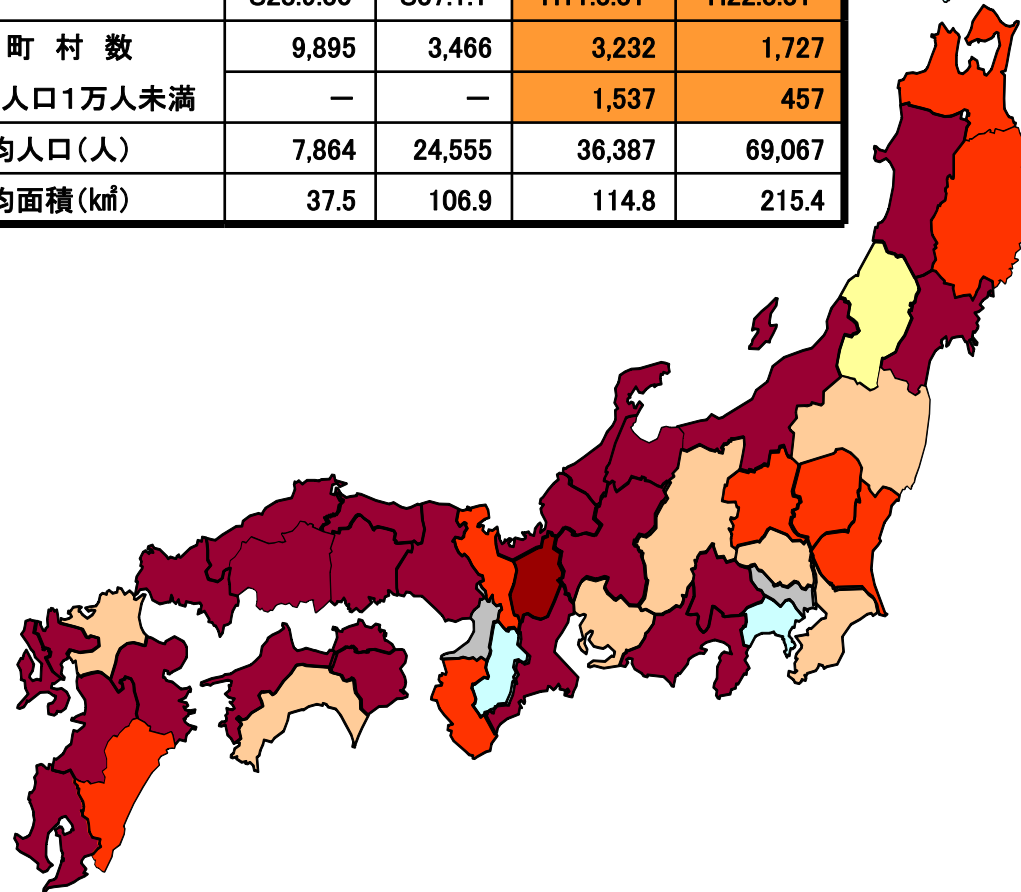 町 村 数 9,895 3,466 3,232 1,727
人口1万人未満 － － 1,537 457
均人口(人) 7,864 24,555 36,387 69,067
均面積(k㎡) 37.5 106.9 114.8 215.4